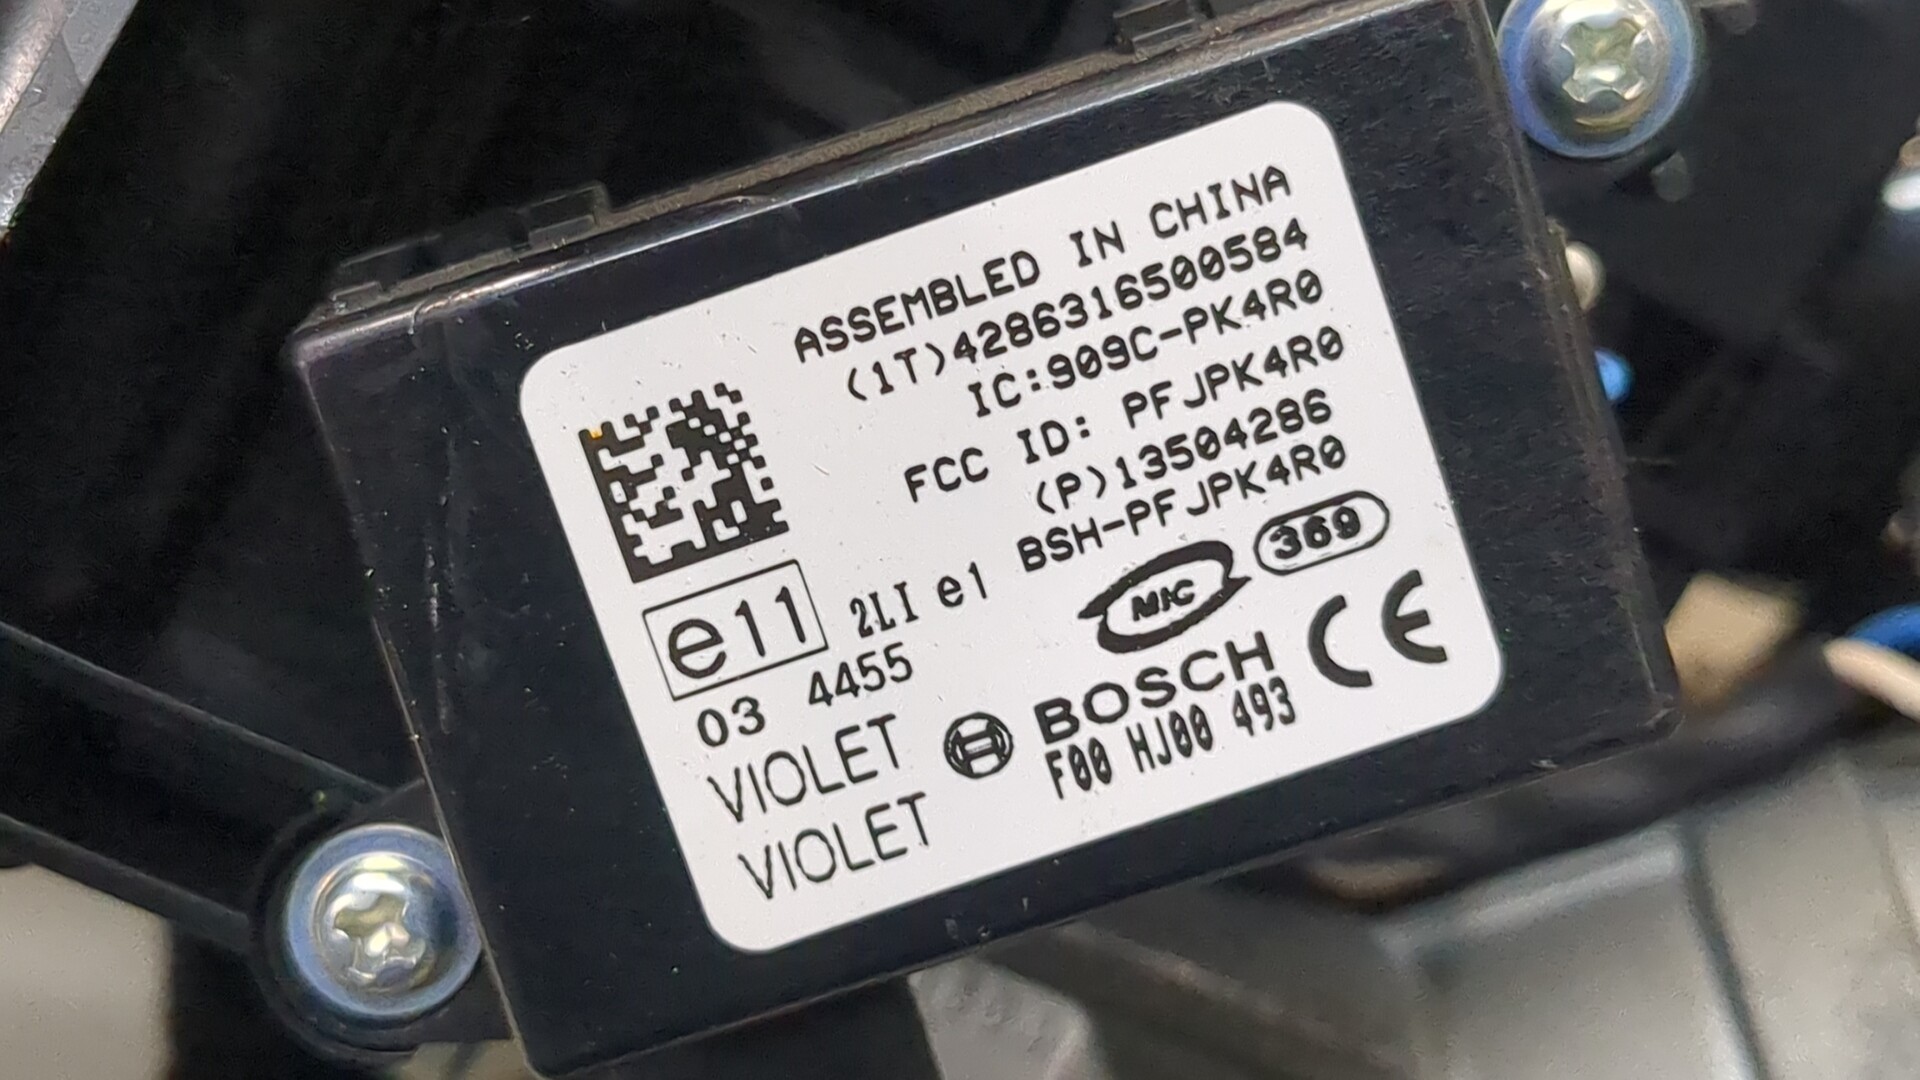 ASSEMBLED IN CHINA
(1T)4286316500584
IC:909C-PK4R0
FCC ID: PFJPK4R0
(P)13504286
BSH-PFJPK4R0
e11 2LI e1 MIC 369
03 4455 BOSCH CE
VIOLET F00 HJ00 493
VIOLET